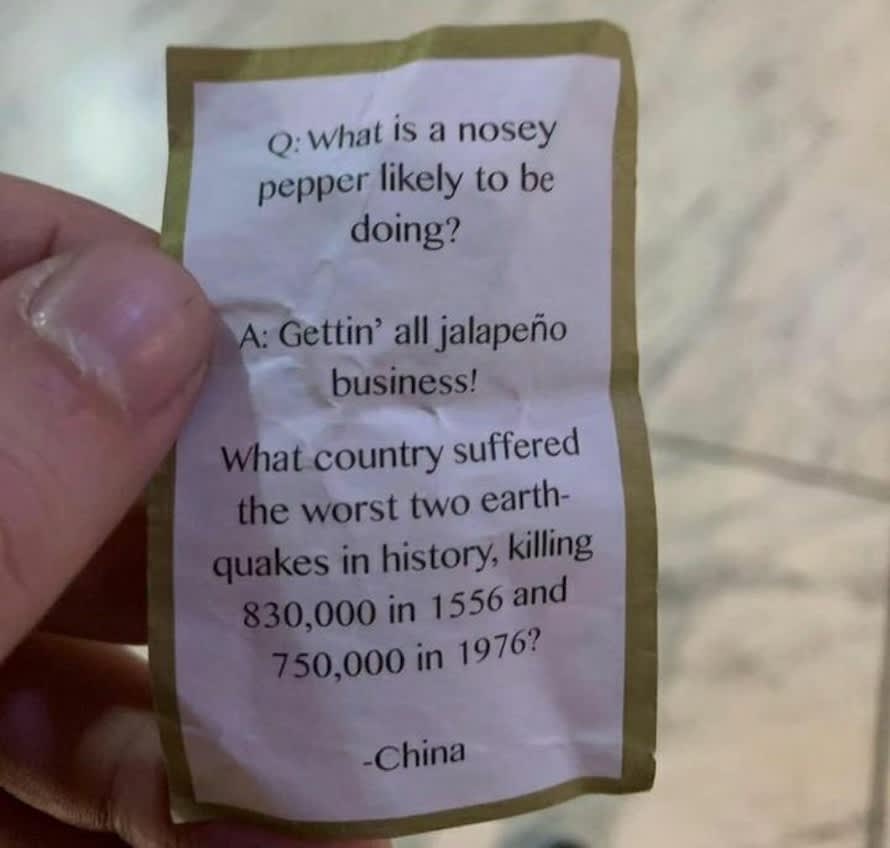 Q: What is a nosey
pepper likely to be
doing?
A: Gettin’ all jalapeño
business!
What country suffered
the worst two earth-
quakes in history, killing
830,000 in 1556 and
750,000 in 1976?
-China